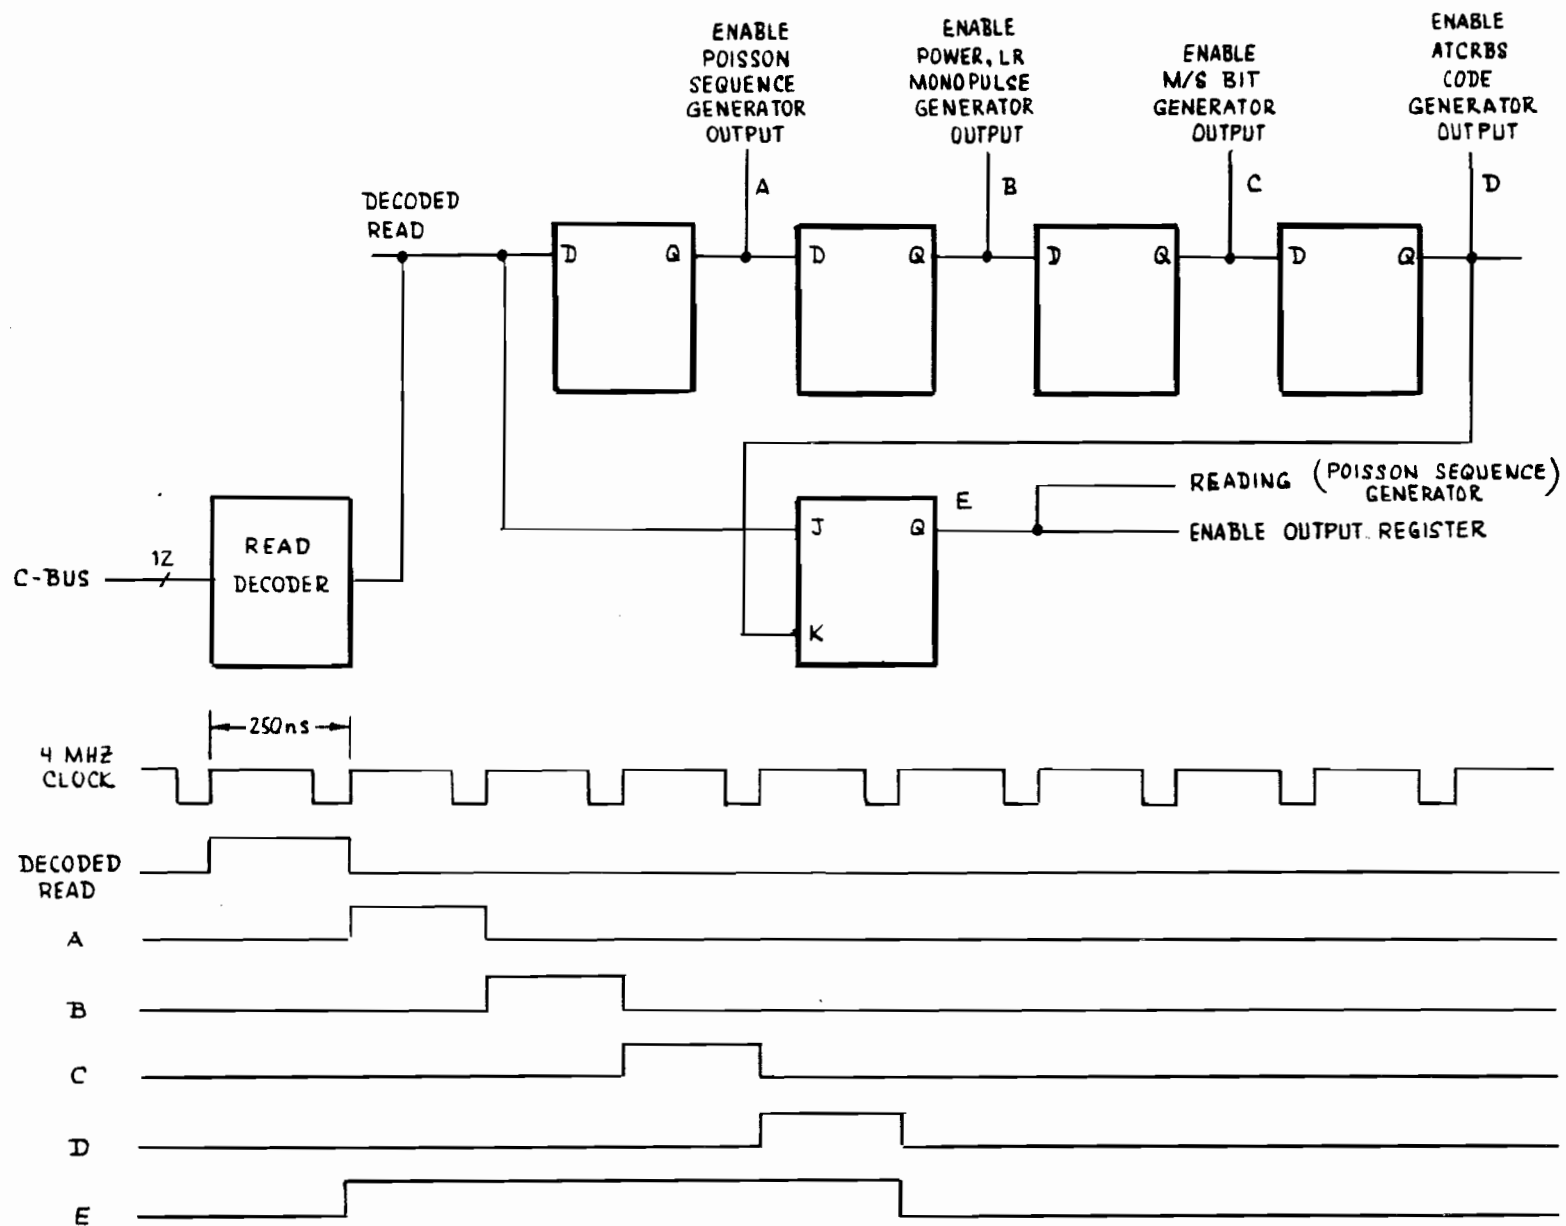 ENABLE
POISSON
SEQUENCE
GENERATOR
OUTPUT
A
ENABLE
POWER, LR
MONOPULSE
GENERATOR
OUTPUT
B
ENABLE
M/S BIT
GENERATOR
OUTPUT
C
ENABLE
ATCRBS
CODE
GENERATOR
OUTPUT
D
DECODED
READ
D Q
D Q
D Q
D Q
C-BUS
12
READ
DECODER
J Q
K
E
READING (POISSON SEQUENCE)
GENERATOR
ENABLE OUTPUT REGISTER
250ns
4 MHZ
CLOCK
DECODED
READ
A
B
C
D
E